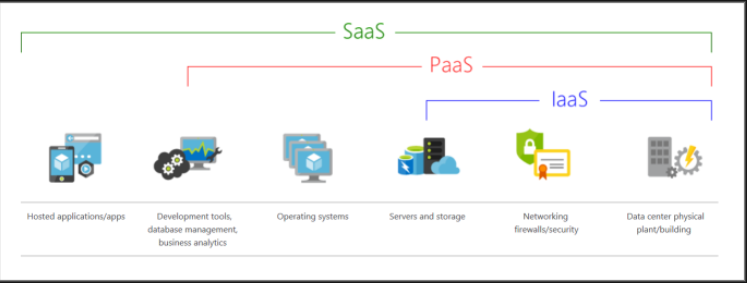 SaaS
PaaS
IaaS
Hosted applications/apps
Development tools,
database management,
business analytics
Operating systems
Servers and storage
Networking
firewalls/security
Data center physical
plant/building